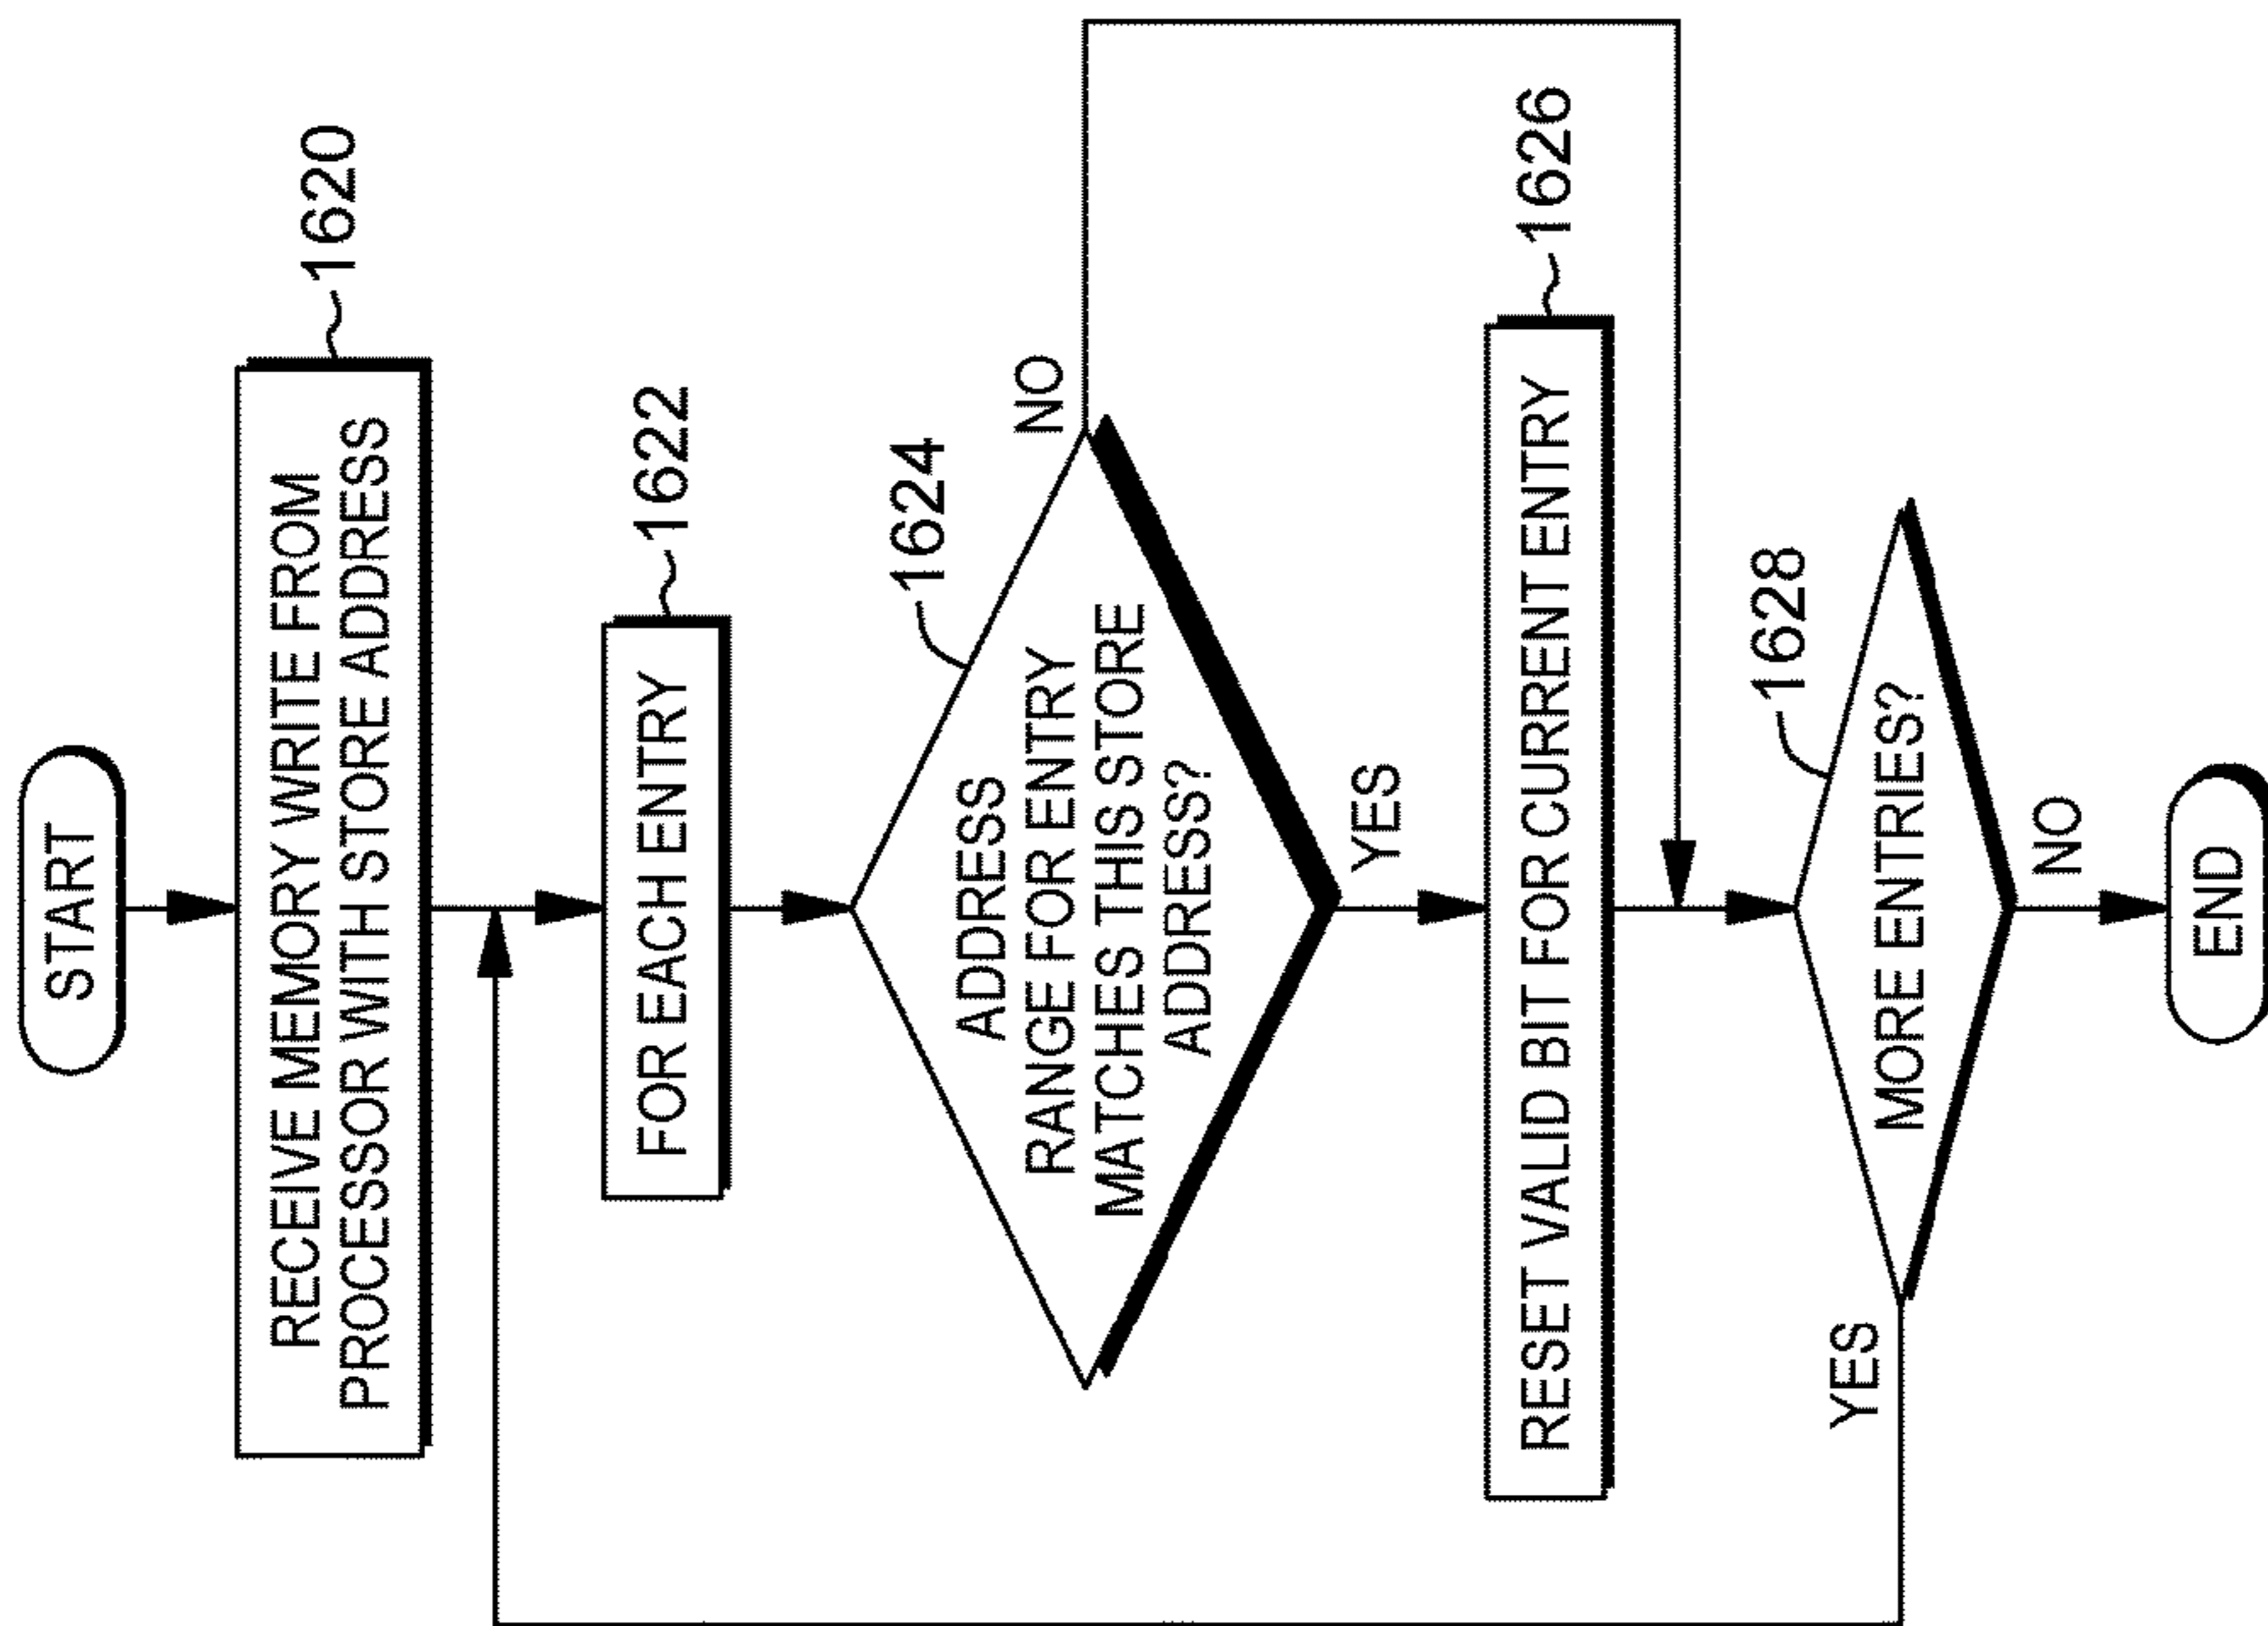 START
RECEIVE MEMORY WRITE FROM
PROCESSOR WITH STORE ADDRESS
1620
FOR EACH ENTRY
1622
1624
ADDRESS
RANGE FOR ENTRY
MATCHES THIS STORE
ADDRESS?
NO
YES
RESET VALID BIT FOR CURRENT ENTRY
1626
1628
MORE ENTRIES?
YES
NO
END